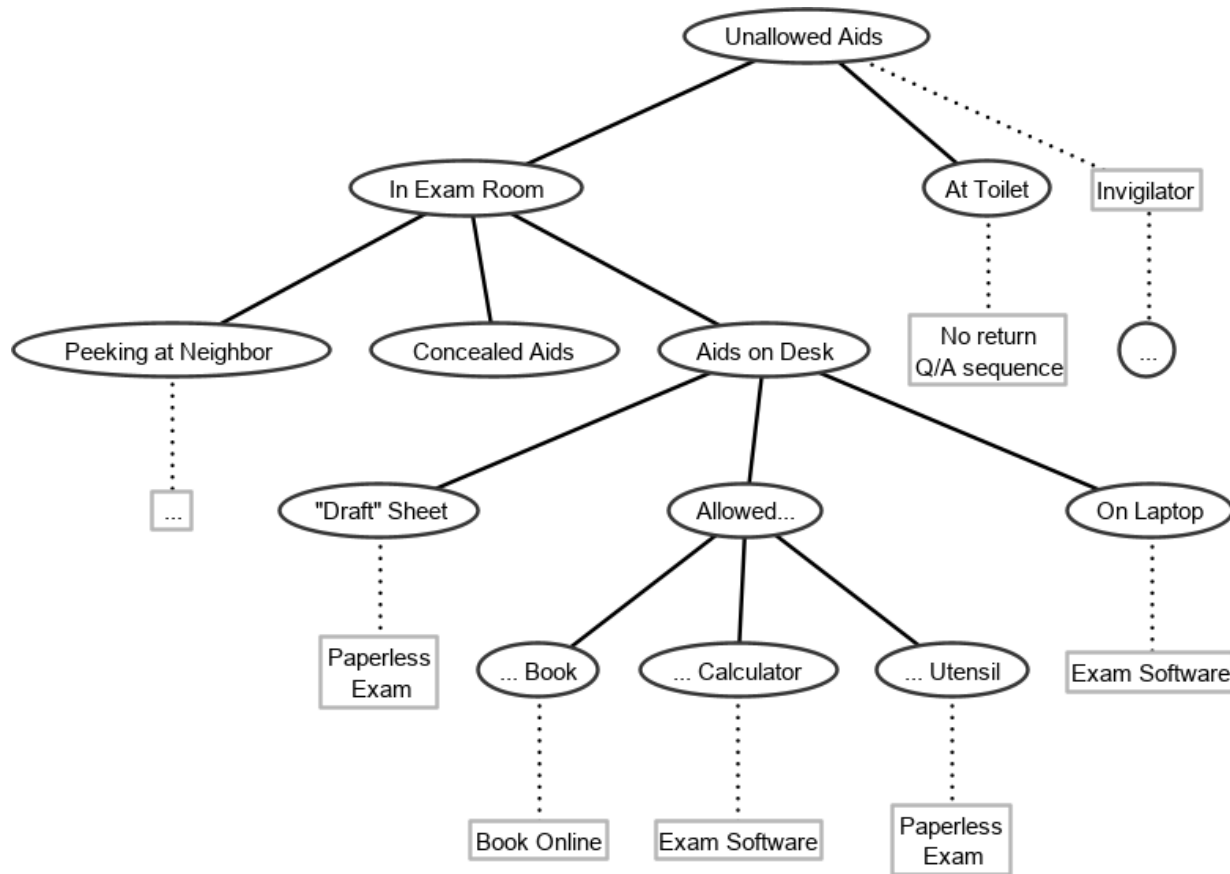 Unallowed Aids
In Exam Room
At Toilet
Invigilator
Peeking at Neighbor
Concealed Aids
Aids on Desk
No return
Q/A sequence
...
...
"Draft" Sheet
Allowed...
On Laptop
Paperless
Exam
... Book
... Calculator
... Utensil
Exam Software
Book Online
Exam Software
Paperless
Exam